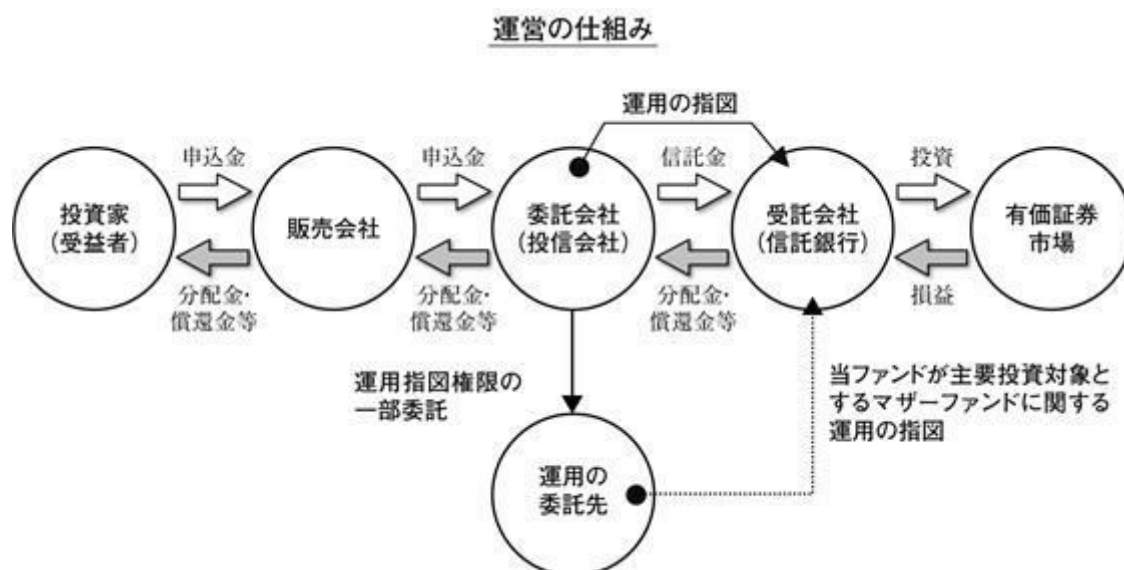 運営の仕組み
運用の指図
申込金
申込金
信託金
投資
投資家
(受益者)
販売会社
委託会社
(投信会社)
受託会社
(信託銀行)
有価証券
市場
分配金・
償還金等
分配金・
償還金等
分配金・
償還金等
損益
運用指図権限の
一部委託
当ファンドが主要投資対象と
するマザーファンドに関する
運用の指図
運用の
委託先